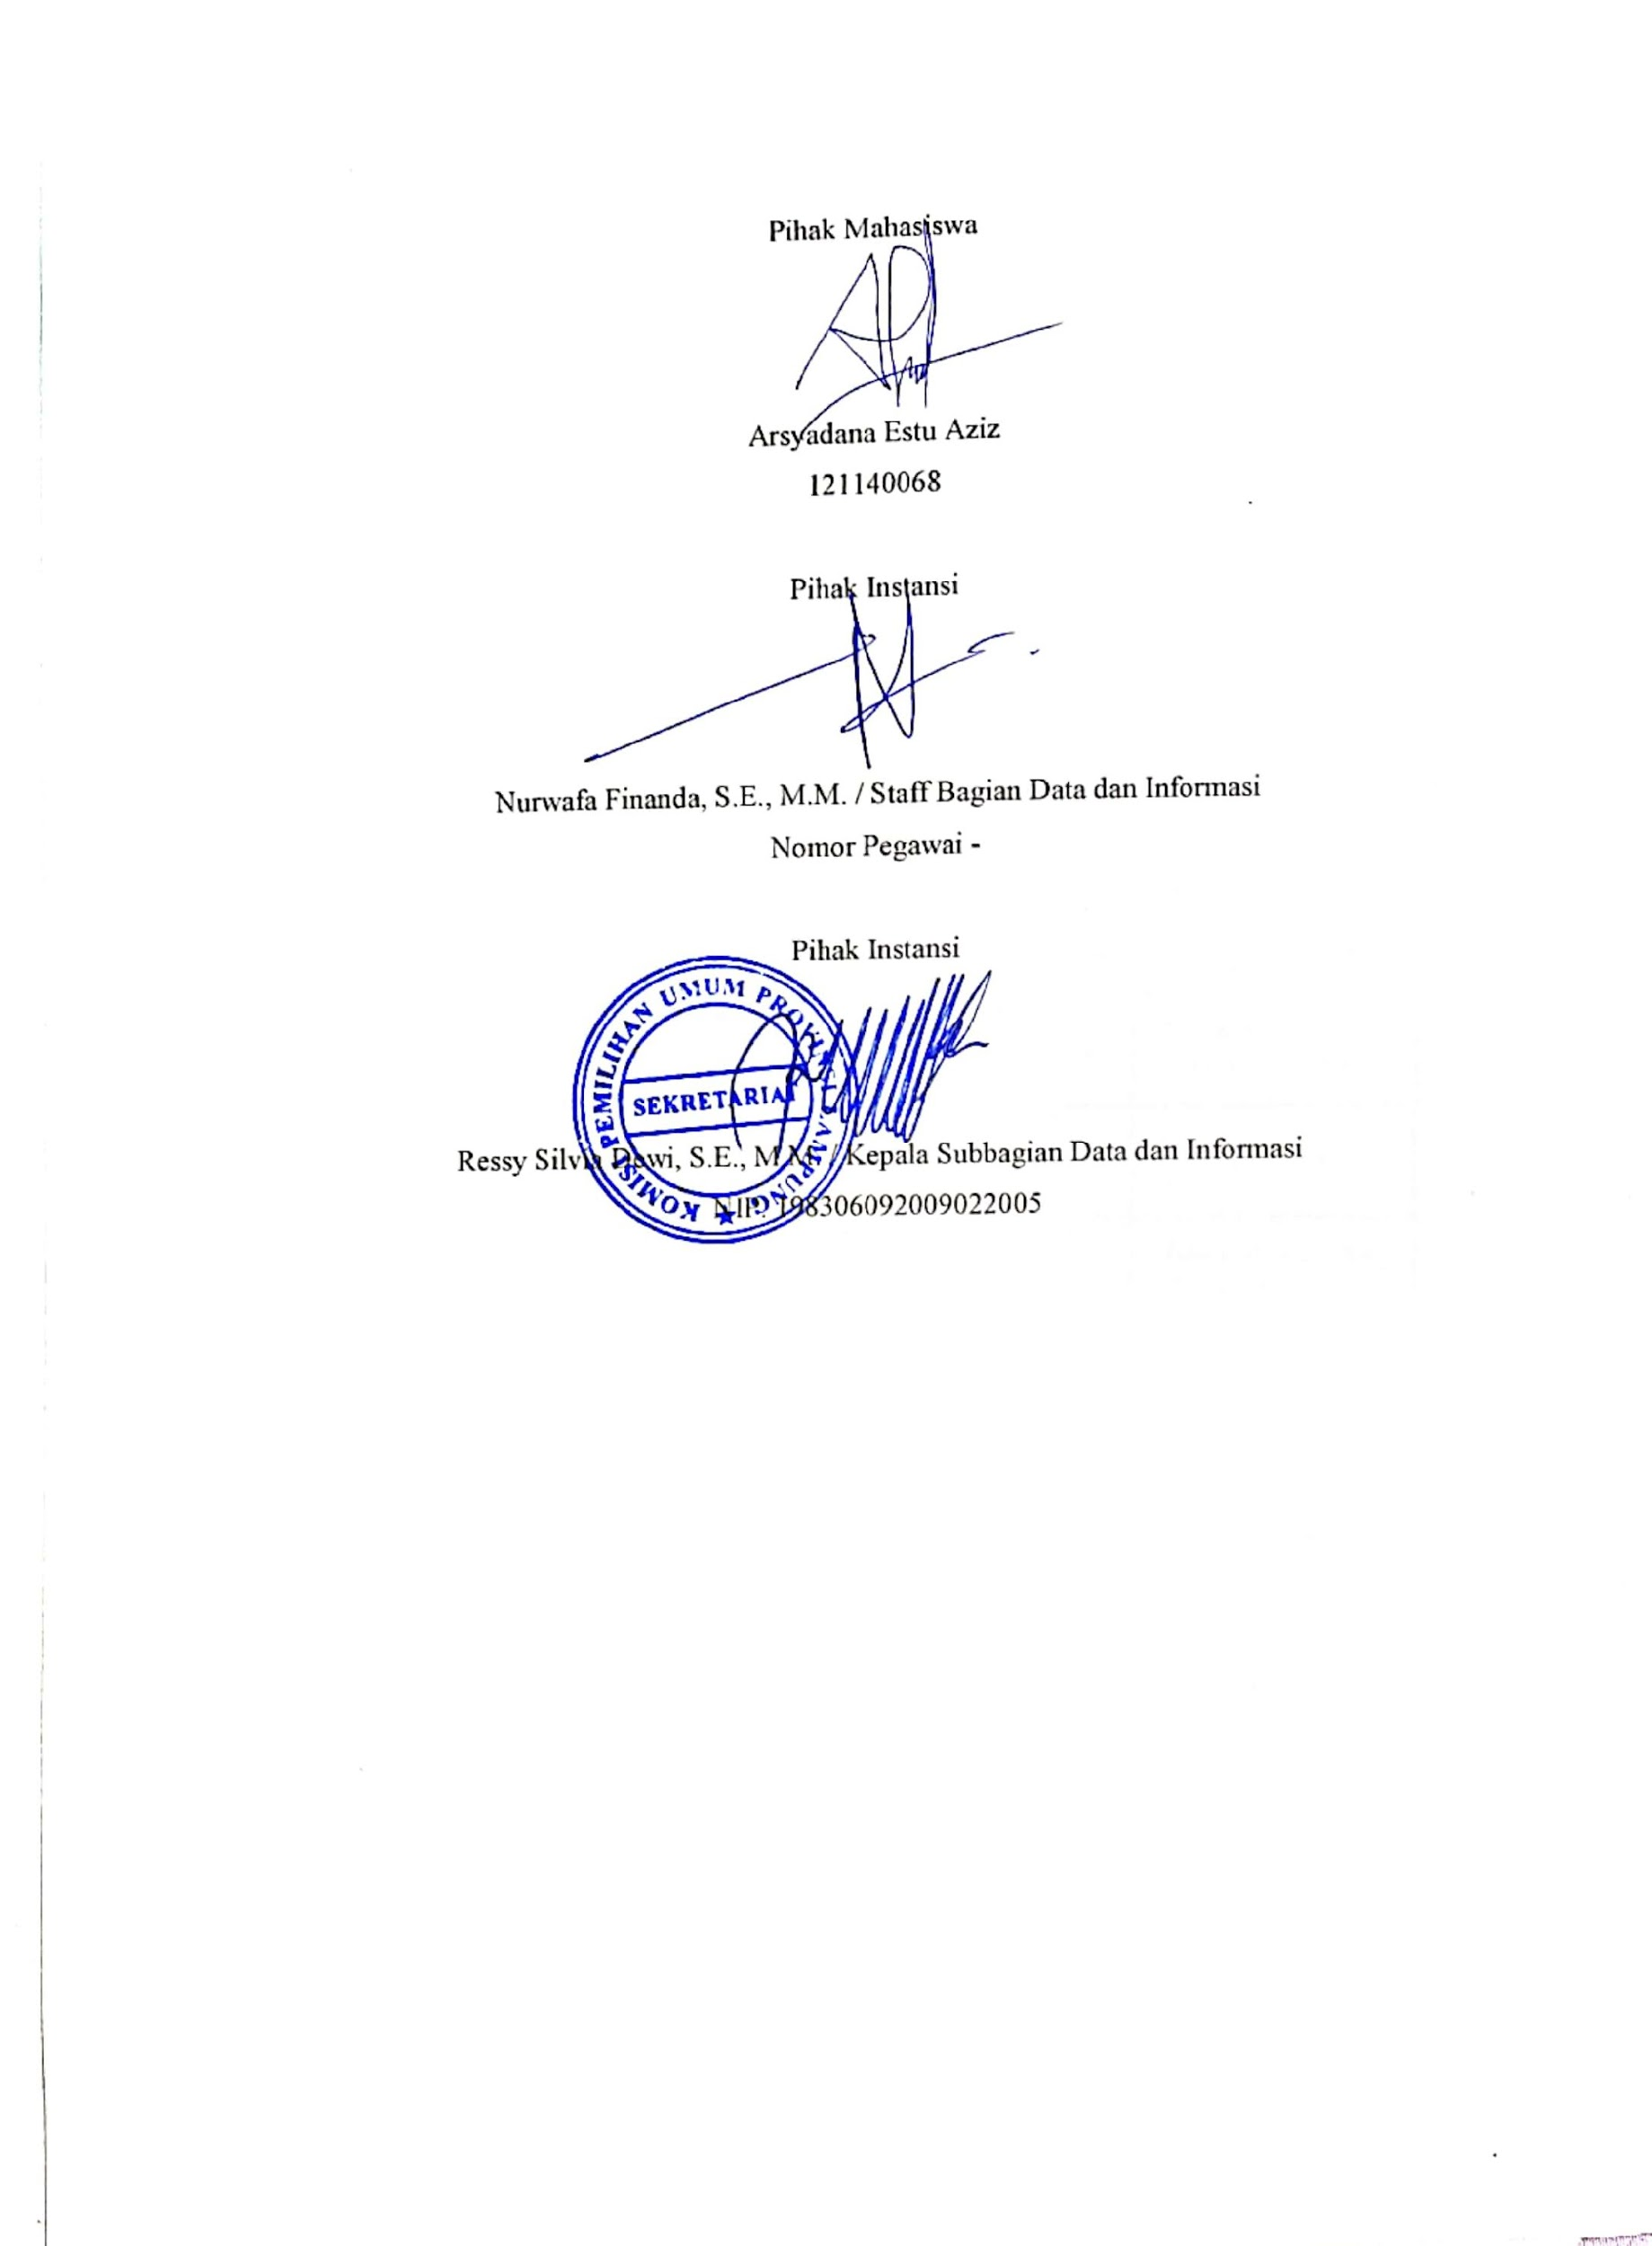 Pihak Mahasiswa
Arsyadana Estu Aziz
121140068
Pihak Instansi
Nurwafa Finanda, S.E., M.M. / Staff Bagian Data dan Informasi
Nomor Pegawai -
Pihak Instansi
KOMISI PEMILIHAN UMUM PROVINSI LAMPUNG
SEKRETARIAT
Ressy Silvia Dewi, S.E., M.M. / Kepala Subbagian Data dan Informasi
NIP. 198306092009022005